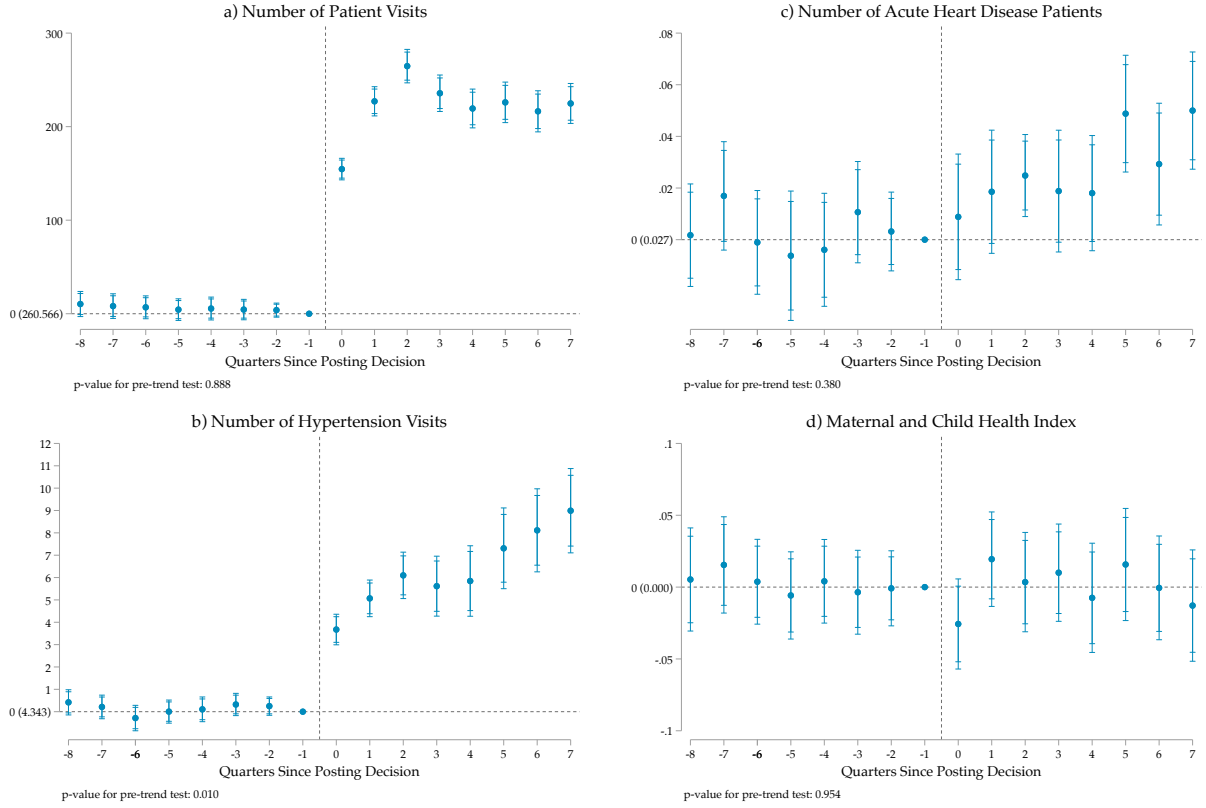 a) Number of Patient Visits
300
200
100
0 (260.566)
-8 -7 -6 -5 -4 -3 -2 -1 0 1 2 3 4 5 6 7
Quarters Since Posting Decision
p-value for pre-trend test: 0.888
c) Number of Acute Heart Disease Patients
.08
.06
.04
.02
0 (0.027)
-8 -7 -6 -5 -4 -3 -2 -1 0 1 2 3 4 5 6 7
Quarters Since Posting Decision
p-value for pre-trend test: 0.380
b) Number of Hypertension Visits
12
11
10
9
8
7
6
5
4
3
2
1
0 (4.343)
-8 -7 -6 -5 -4 -3 -2 -1 0 1 2 3 4 5 6 7
Quarters Since Posting Decision
p-value for pre-trend test: 0.010
d) Maternal and Child Health Index
.1
.05
0 (0.000)
-.05
-.1
-8 -7 -6 -5 -4 -3 -2 -1 0 1 2 3 4 5 6 7
Quarters Since Posting Decision
p-value for pre-trend test: 0.954